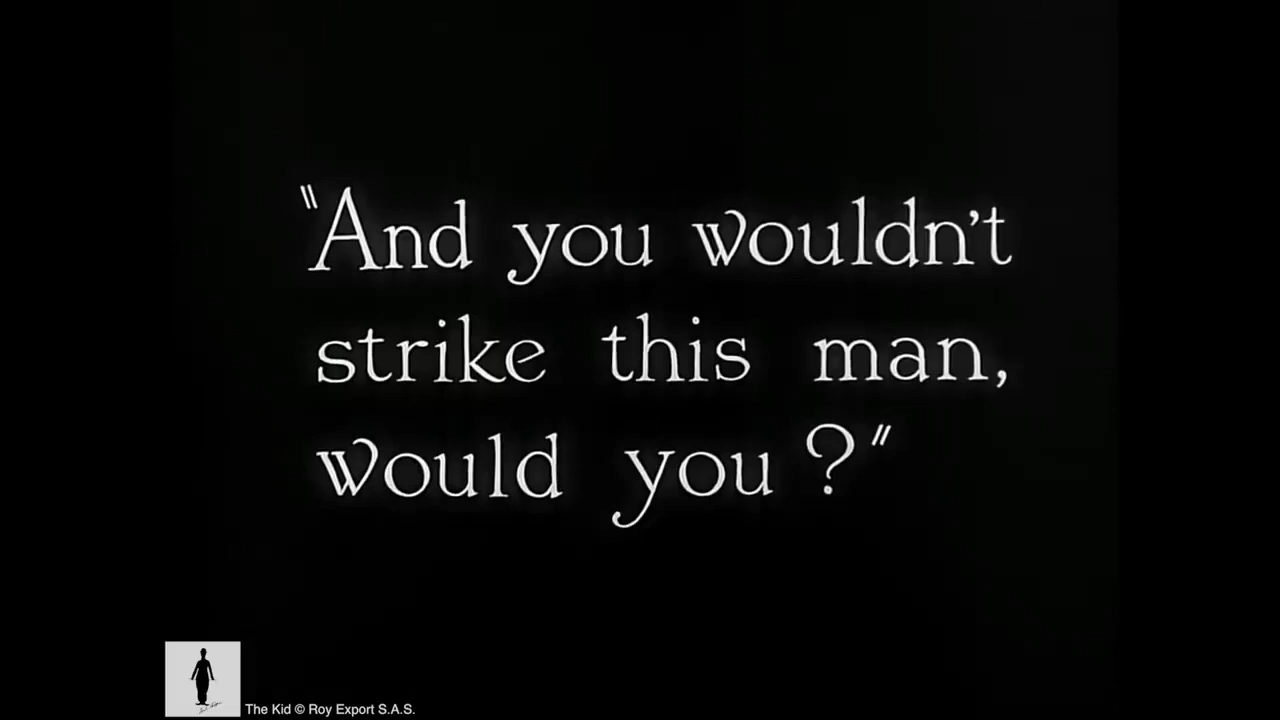 "And you wouldn't
strike this man,
would you?"
The Kid © Roy Export S.A.S.